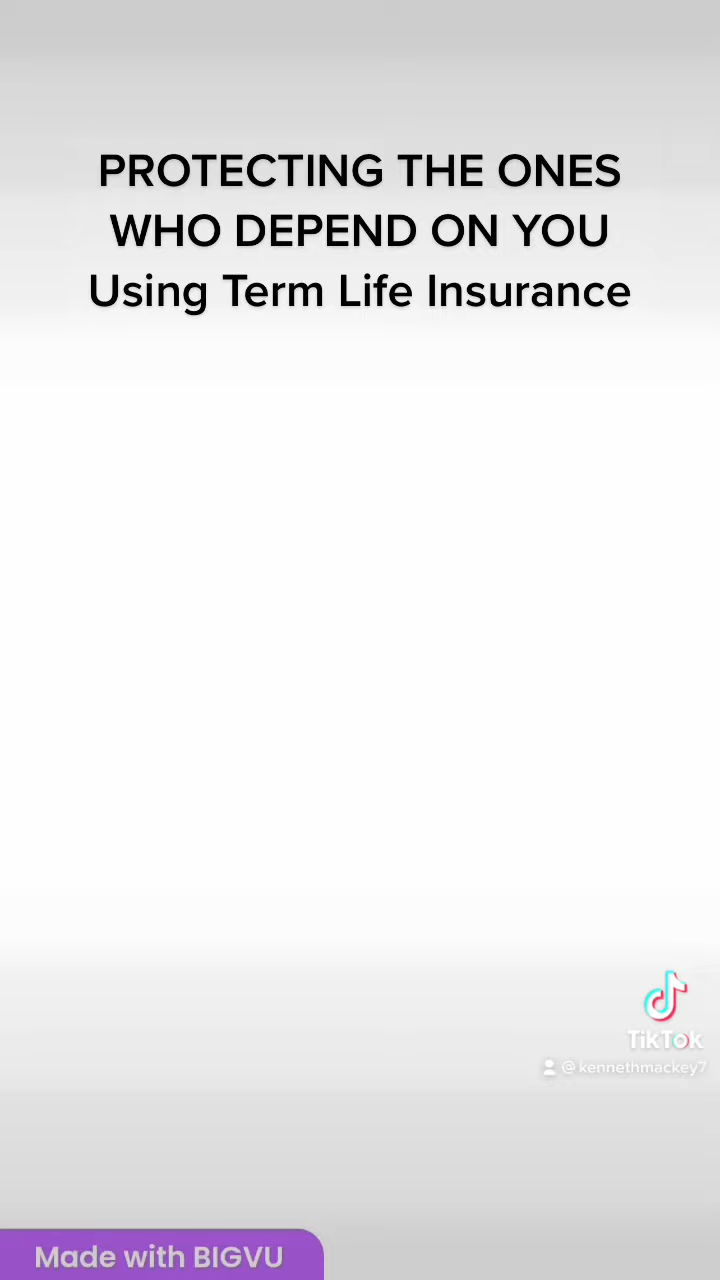 PROTECTING THE ONES
WHO DEPEND ON YOU
Using Term Life Insurance
TikTok
@kennethmackey7
Made with BIGVU